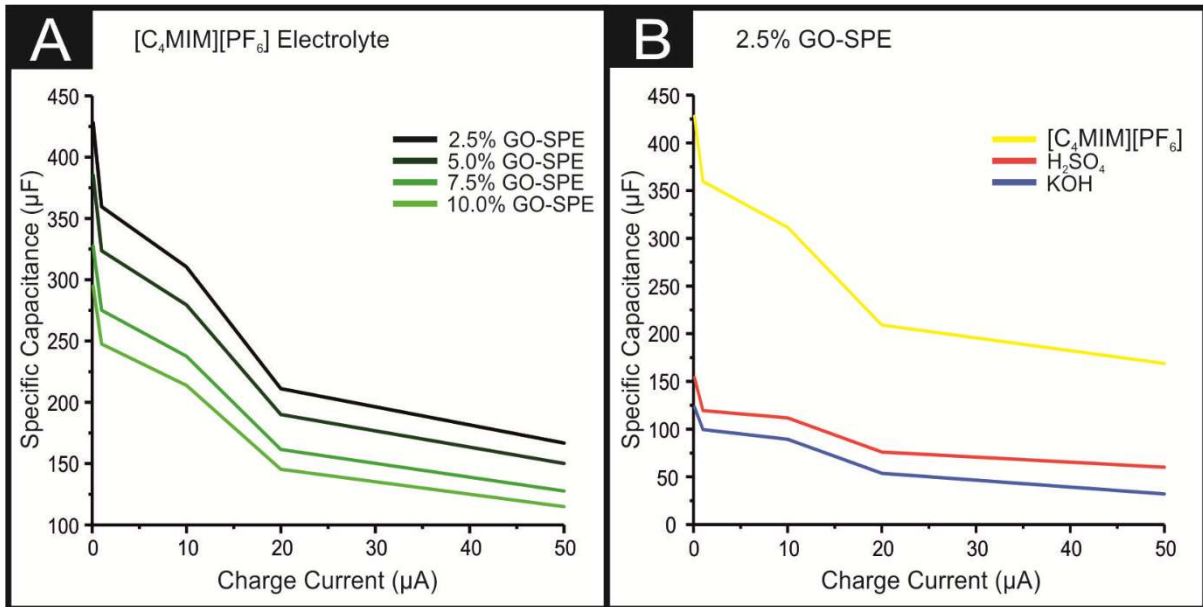 A
[C₄MIM][PF₆] Electrolyte
Specific Capacitance (µF)
450
400
350
300
250
200
150
100
2.5% GO-SPE
5.0% GO-SPE
7.5% GO-SPE
10.0% GO-SPE
0 10 20 30 40 50
Charge Current (µA)
B
2.5% GO-SPE
Specific Capacitance (µF)
450
400
350
300
250
200
150
100
50
0
[C₄MIM][PF₆]
H₂SO₄
KOH
0 10 20 30 40 50
Charge Current (µA)